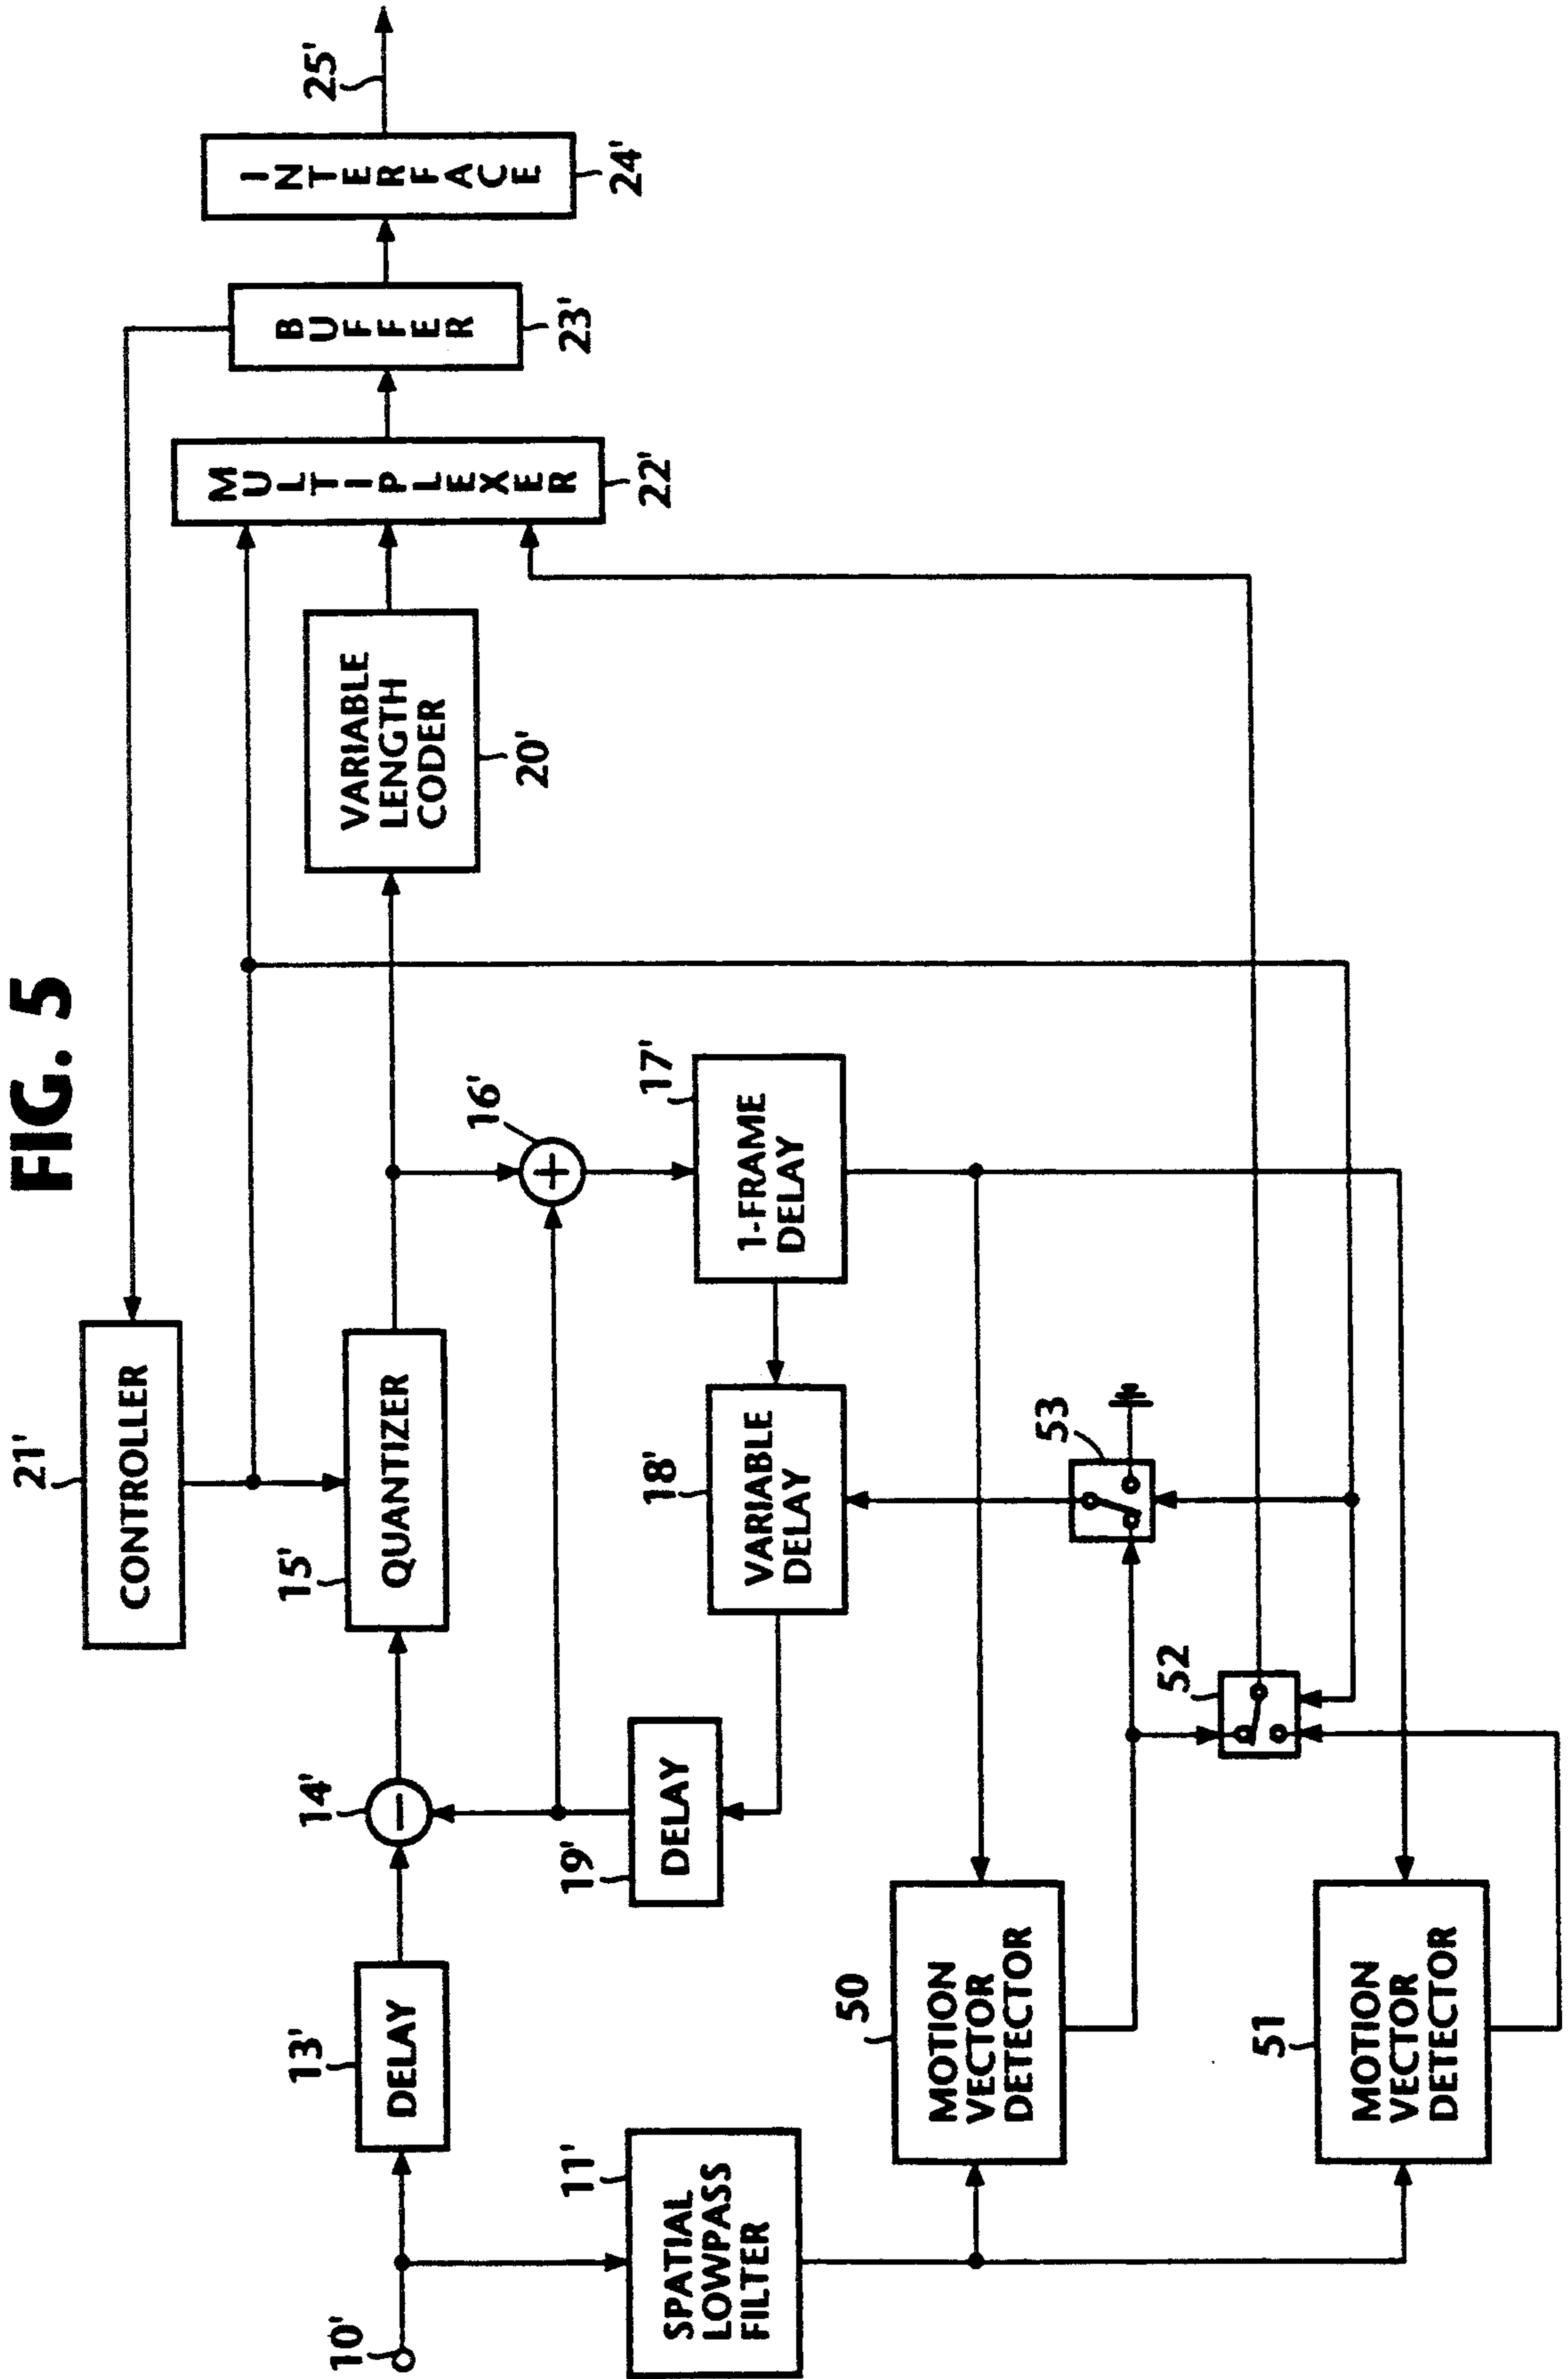 FIG. 5
21'
CONTROLLER
10'
13'
DELAY
14'
15'
QUANTIZER
16'
VARIABLE
LENGTH
CODER
20'
MULTIPLEXER
22'
BUFFER
23'
INTERFACE
24'
25'
11'
SPATIAL
LOWPASS
FILTER
19'
DELAY
18'
VARIABLE
DELAY
17'
1-FRAME
DELAY
50
MOTION
VECTOR
DETECTOR
53
52
51
MOTION
VECTOR
DETECTOR